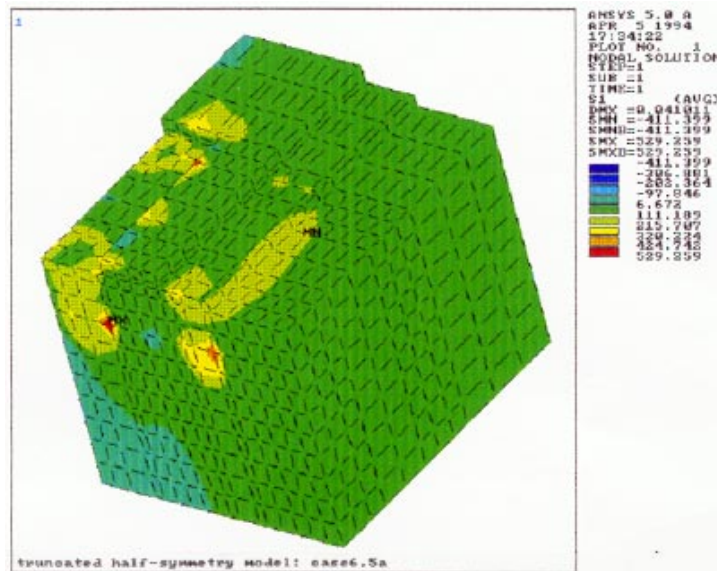 1
ANSYS 5.0 A
APR 5 1994
17:34:22
PLOT NO. 1
NODAL SOLUTION
STEP=1
SUB =1
TIME=1
S1 (AVG)
DMX =0.041011
SMN =-411.399
SMNB=-411.399
SMX =529.259
SMXB=529.259
-411.399
-306.881
-202.364
-97.846
6.672
111.189
215.707
320.224
424.742
529.259
MN
truncated half-symmetry model: case6.5a